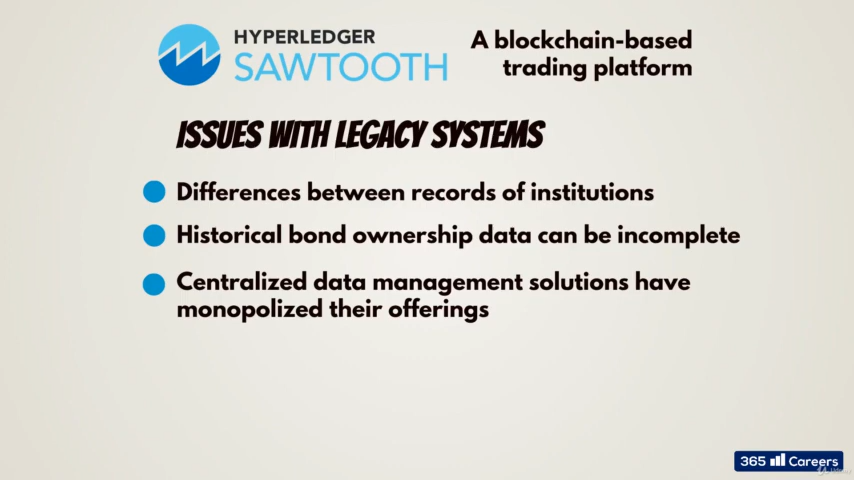 HYPERLEDGER
SAWTOOTH
A blockchain-based
trading platform
ISSUES WITH LEGACY SYSTEMS
Differences between records of institutions
Historical bond ownership data can be incomplete
Centralized data management solutions have
monopolized their offerings
365 Careers